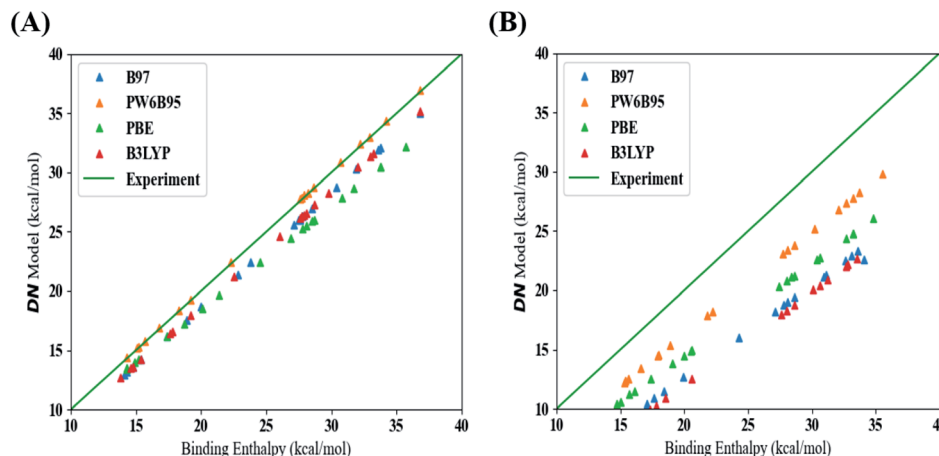 (A)
40
35
30
25
20
15
10
10 15 20 25 30 35 40
DN Model (kcal/mol)
Binding Enthalpy (kcal/mol)
B97
PW6B95
PBE
B3LYP
Experiment
(B)
40
35
30
25
20
15
10
10 15 20 25 30 35 40
DN Model (kcal/mol)
Binding Enthalpy (kcal/mol)
B97
PW6B95
PBE
B3LYP
Experiment